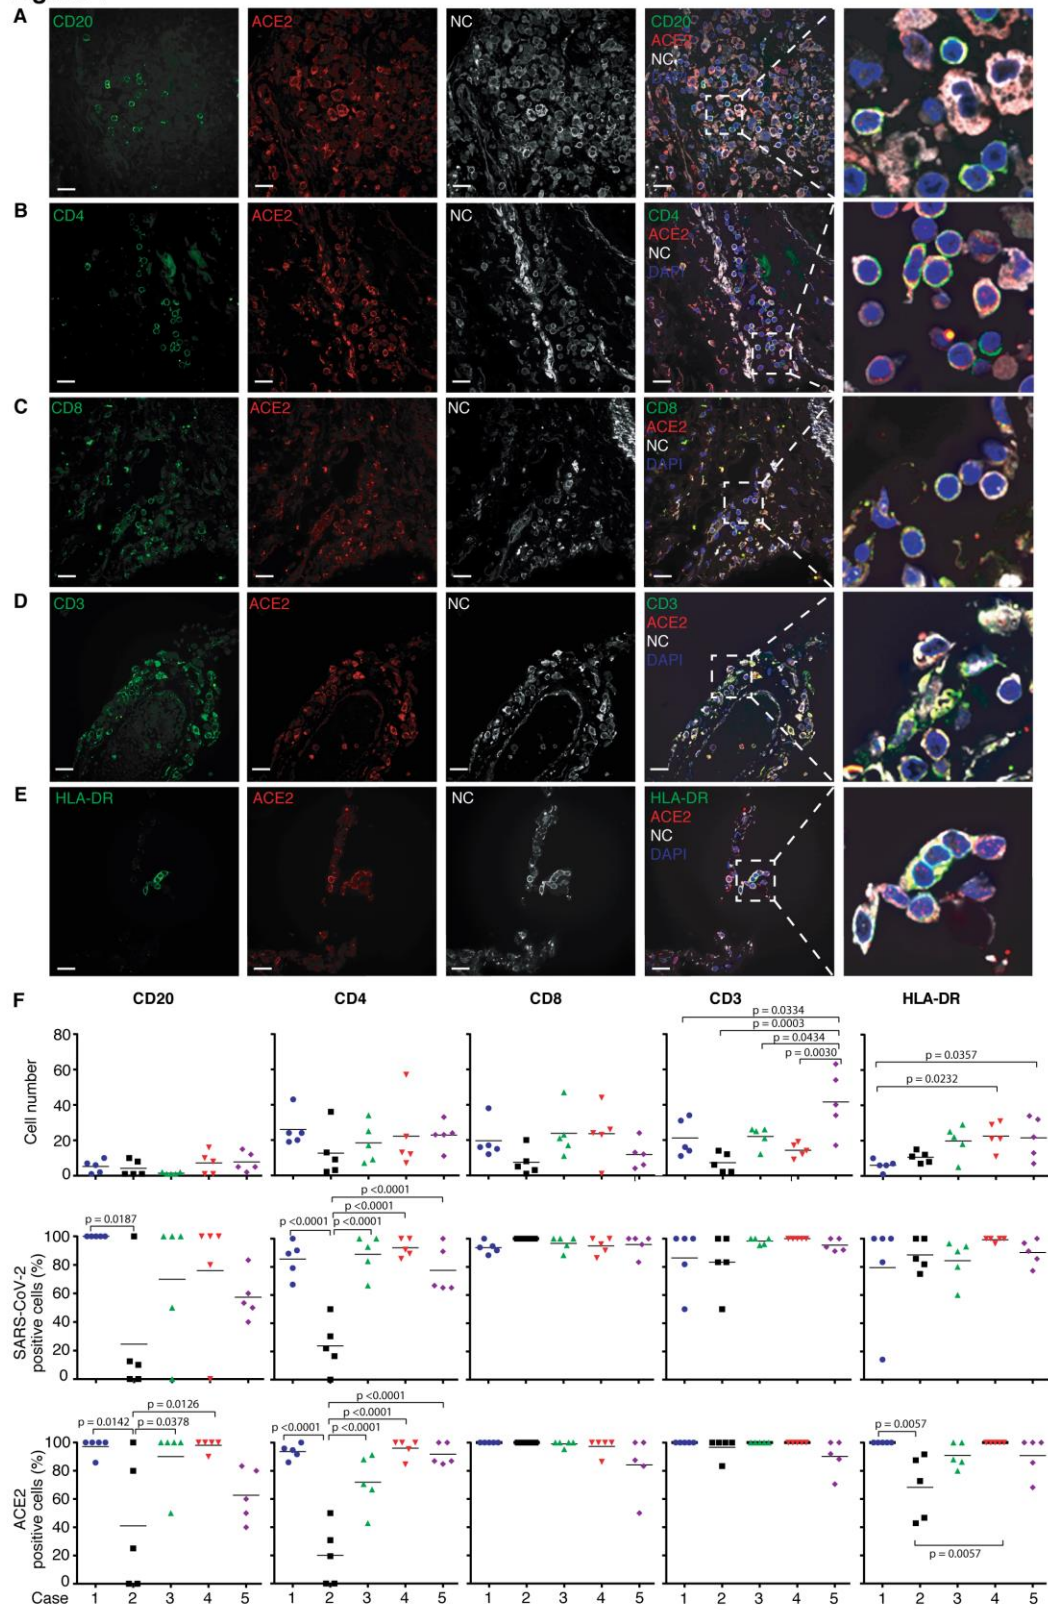 A
CD20
ACE2
NC
CD20
ACE2
NC
B
CD4
ACE2
NC
CD4
ACE2
NC
DAPI
C
CD8
ACE2
NC
CD8
ACE2
NC
DAPI
D
CD3
ACE2
NC
CD3
ACE2
NC
DAPI
E
HLA-DR
ACE2
NC
HLA-DR
ACE2
NC
DAPI
F
CD20
CD4
CD8
CD3
HLA-DR
Cell number
80
60
40
20
0
p = 0.0334
p = 0.0003
p = 0.0434
p = 0.0030
p = 0.0357
p = 0.0232
SARS-CoV-2
positive cells (%)
100
80
60
40
20
0
p = 0.0187
p <0.0001
p <0.0001
p <0.0001
p <0.0001
ACE2
positive cells (%)
100
80
60
40
20
0
p = 0.0126
p = 0.0142
p = 0.0378
p <0.0001
p <0.0001
p <0.0001
p <0.0001
p = 0.0057
p = 0.0057
Case 1 2 3 4 5 1 2 3 4 5 1 2 3 4 5 1 2 3 4 5 1 2 3 4 5